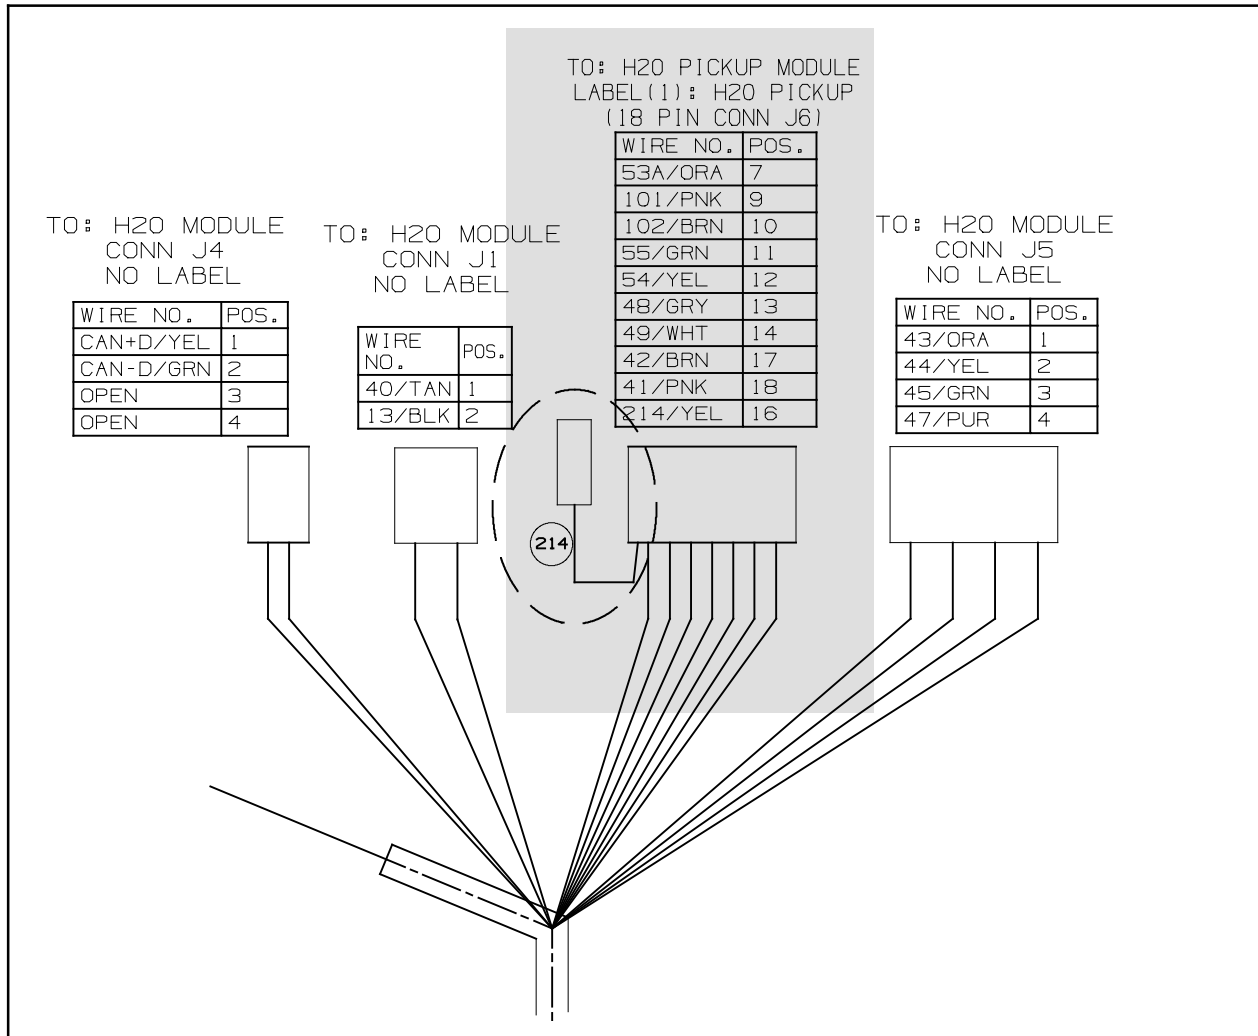 TO: H2O PICKUP MODULE
LABEL(1): H2O PICKUP
(18 PIN CONN J6)
WIRE NO. POS.
53A/ORA 7
101/PNK 9
102/BRN 10
55/GRN 11
54/YEL 12
48/GRY 13
49/WHT 14
42/BRN 17
41/PNK 18
214/YEL 16
TO: H2O MODULE
CONN J4
NO LABEL
WIRE NO. POS.
CAN+D/YEL 1
CAN-D/GRN 2
OPEN 3
OPEN 4
TO: H2O MODULE
CONN J1
NO LABEL
WIRE
NO. POS.
40/TAN 1
13/BLK 2
TO: H2O MODULE
CONN J5
NO LABEL
WIRE NO. POS.
43/ORA 1
44/YEL 2
45/GRN 3
47/PUR 4
214